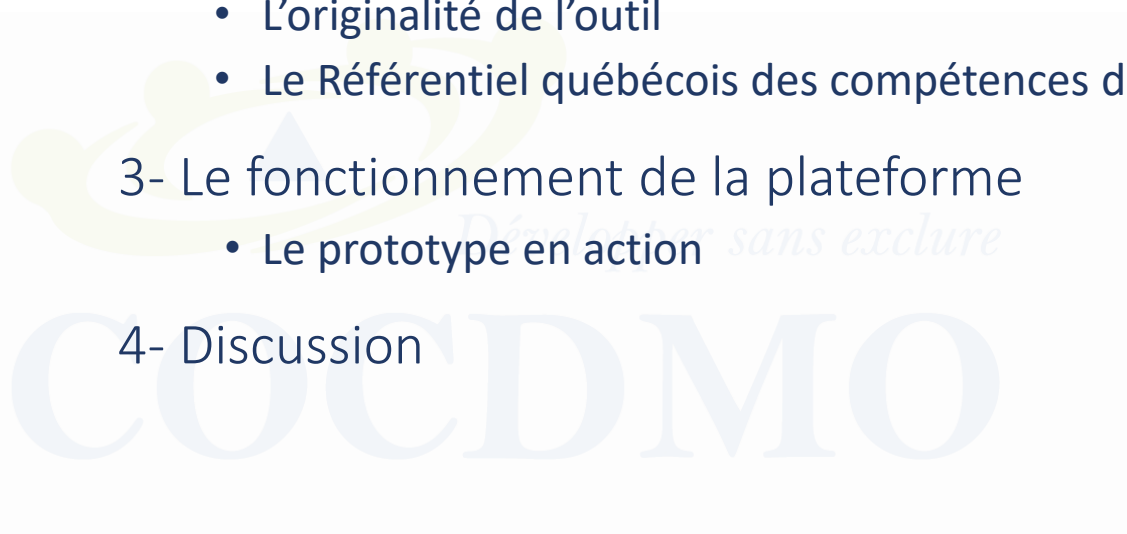 • L’originalité de l’outil
• Le Référentiel québécois des compétences d
3- Le fonctionnement de la plateforme
• Le prototype en action
Développer sans exclure
4- Discussion
COCDMO